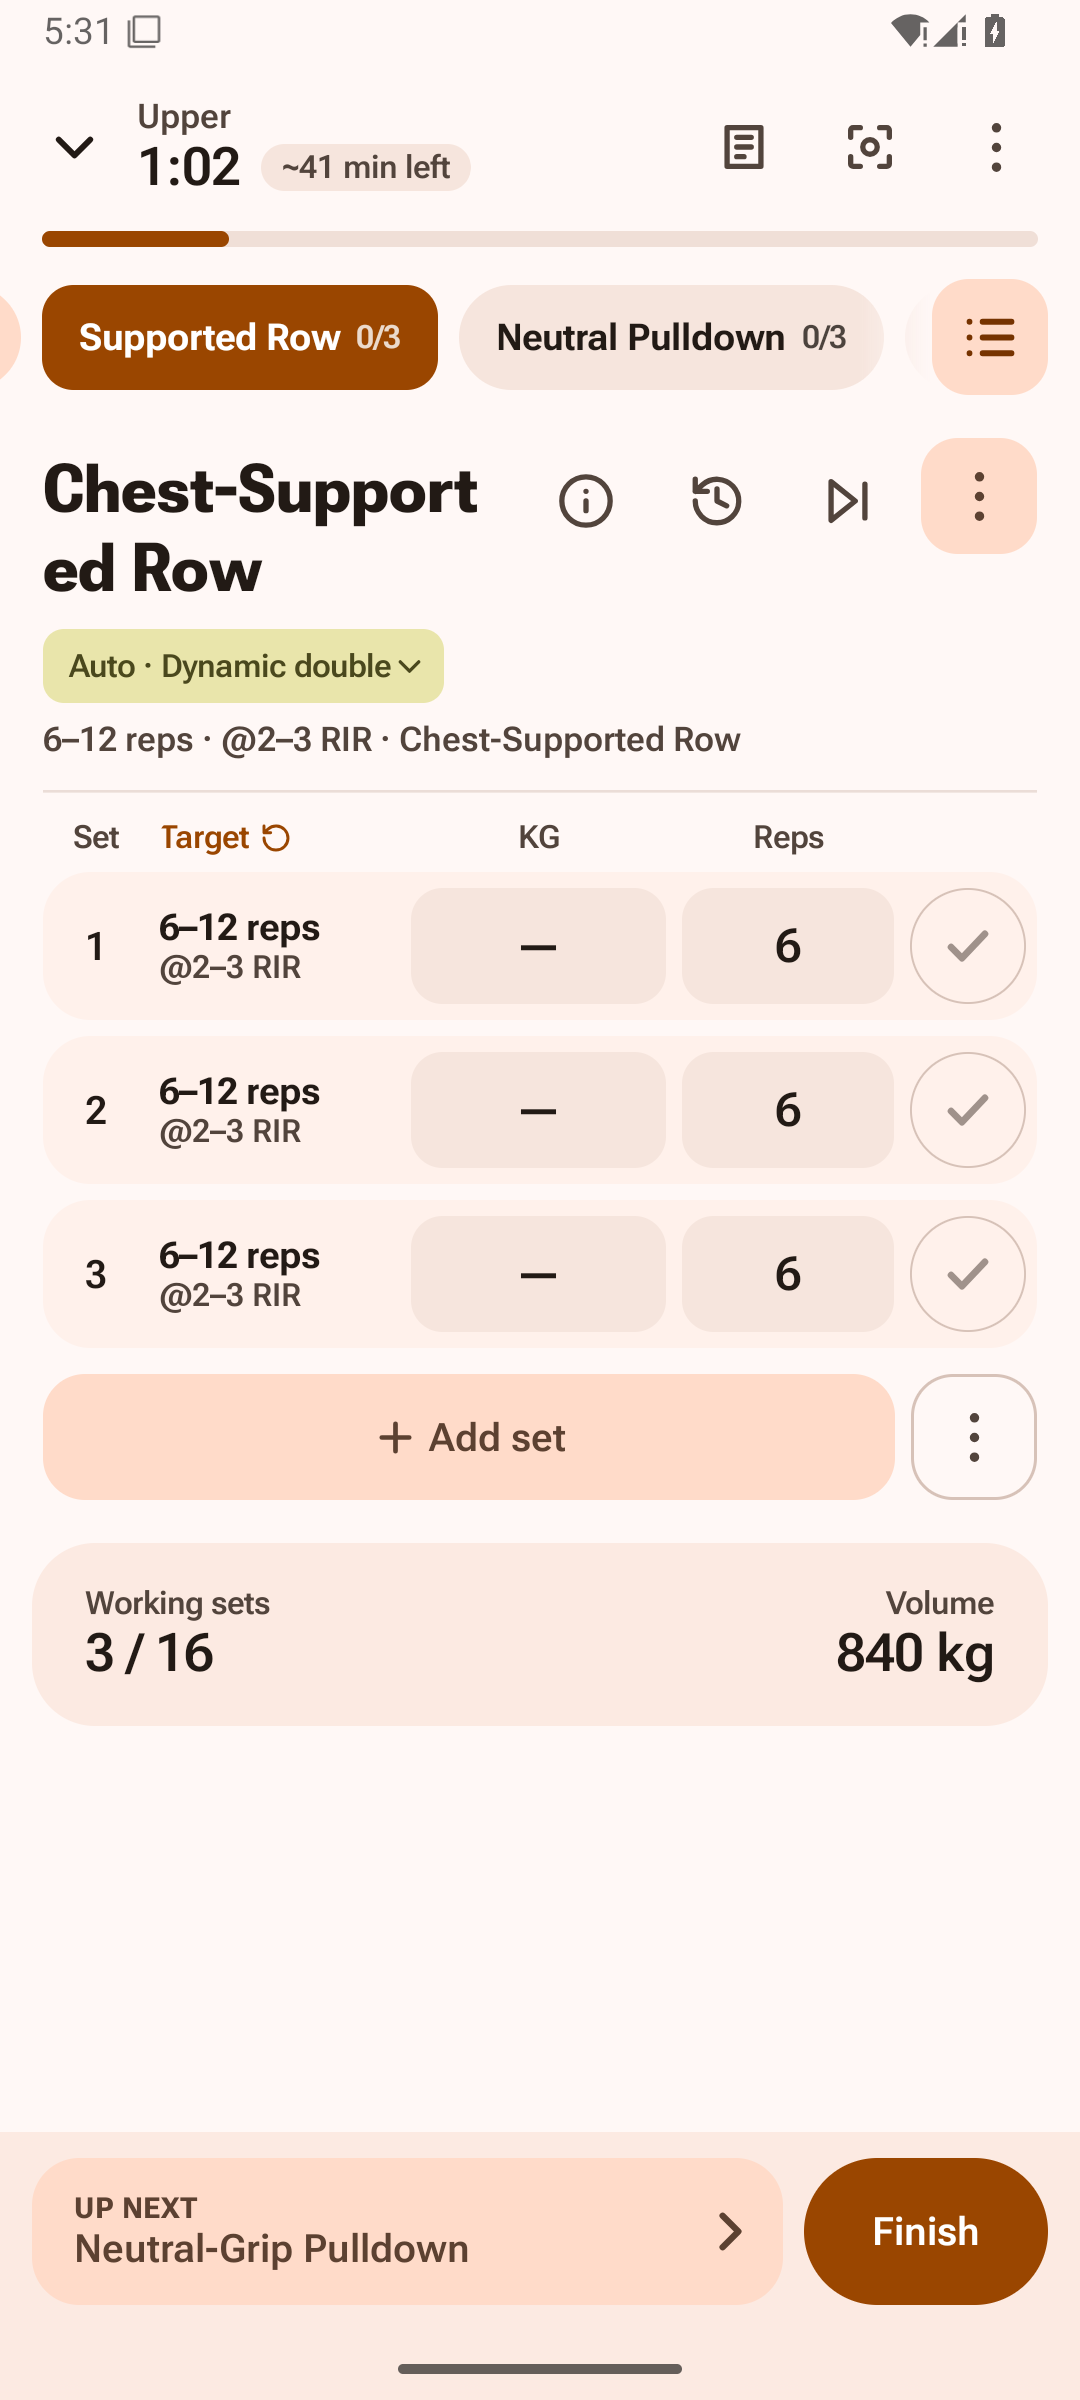 5:31
Upper
1:02 ~41 min left
Supported Row 0/3 Neutral Pulldown 0/3
Chest-Support
ed Row
Auto · Dynamic double
6–12 reps · @2–3 RIR · Chest-Supported Row
Set Target KG Reps
1 6–12 reps — 6
@2–3 RIR
2 6–12 reps — 6
@2–3 RIR
3 6–12 reps — 6
@2–3 RIR
+ Add set
Working sets Volume
3 / 16 840 kg
UP NEXT
Neutral-Grip Pulldown
Finish